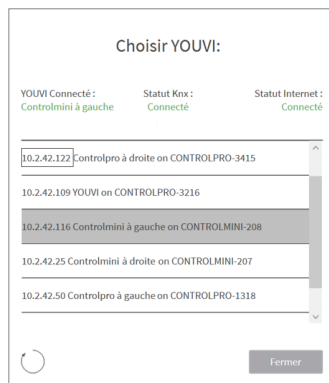 Choisir YOUVI:
YOUVI Connecté : Statut Knx : Statut Internet :
Controlmini à gauche Connecté Connecté
10.2.42.122 Controlpro à droite on CONTROLPRO-3415
10.2.42.109 YOUVI on CONTROLPRO-3216
10.2.42.116 Controlmini à gauche on CONTROLMINI-208
10.2.42.25 Controlmini à droite on CONTROLMINI-207
10.2.42.50 Controlpro à gauche on CONTROLPRO-1318
Fermer